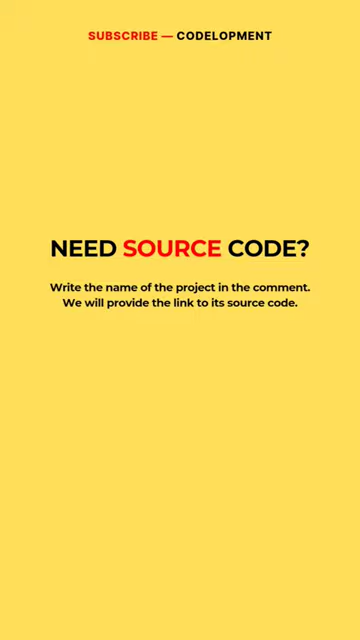 SUBSCRIBE — CODELOPMENT
NEED SOURCE CODE?
Write the name of the project in the comment.
We will provide the link to its source code.